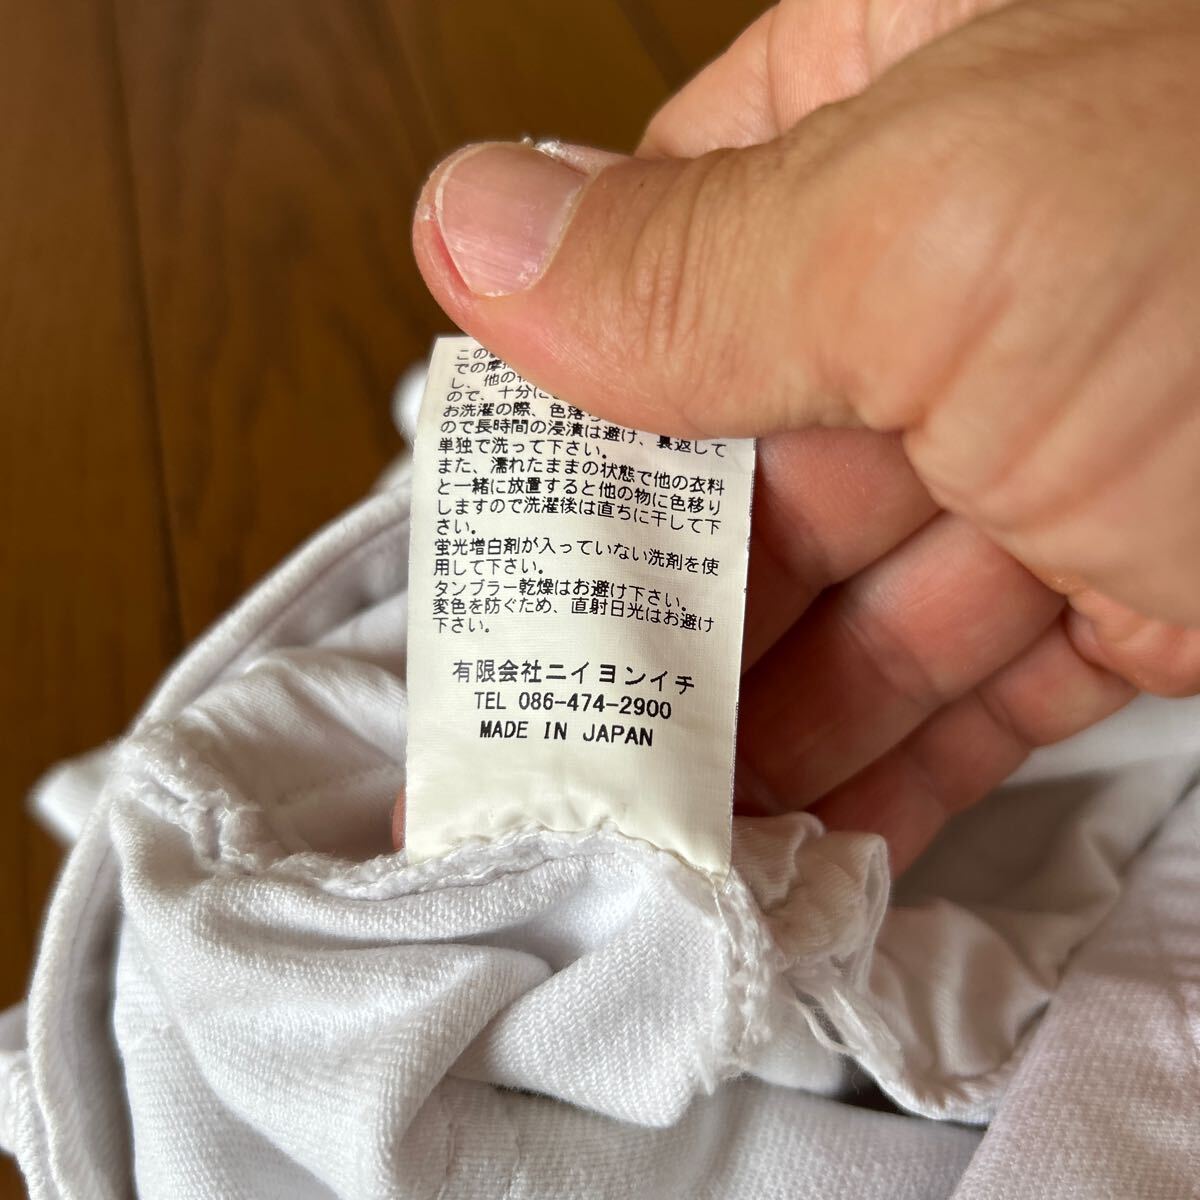 この
での摩
し、他の
ので、十分に
お洗濯の際、色落
ので長時間の浸漬は避け、裏返して
単独で洗って下さい。
また、濡れたままの状態で他の衣料
と一緒に放置すると他の物に色移り
しますので洗濯後は直ちに干して下
さい。
蛍光増白剤が入っていない洗剤を使
用して下さい。
タンブラー乾燥はお避け下さい。
変色を防ぐため、直射日光はお避け
下さい。
有限会社ニイヨンイチ
TEL 086-474-2900
MADE IN JAPAN